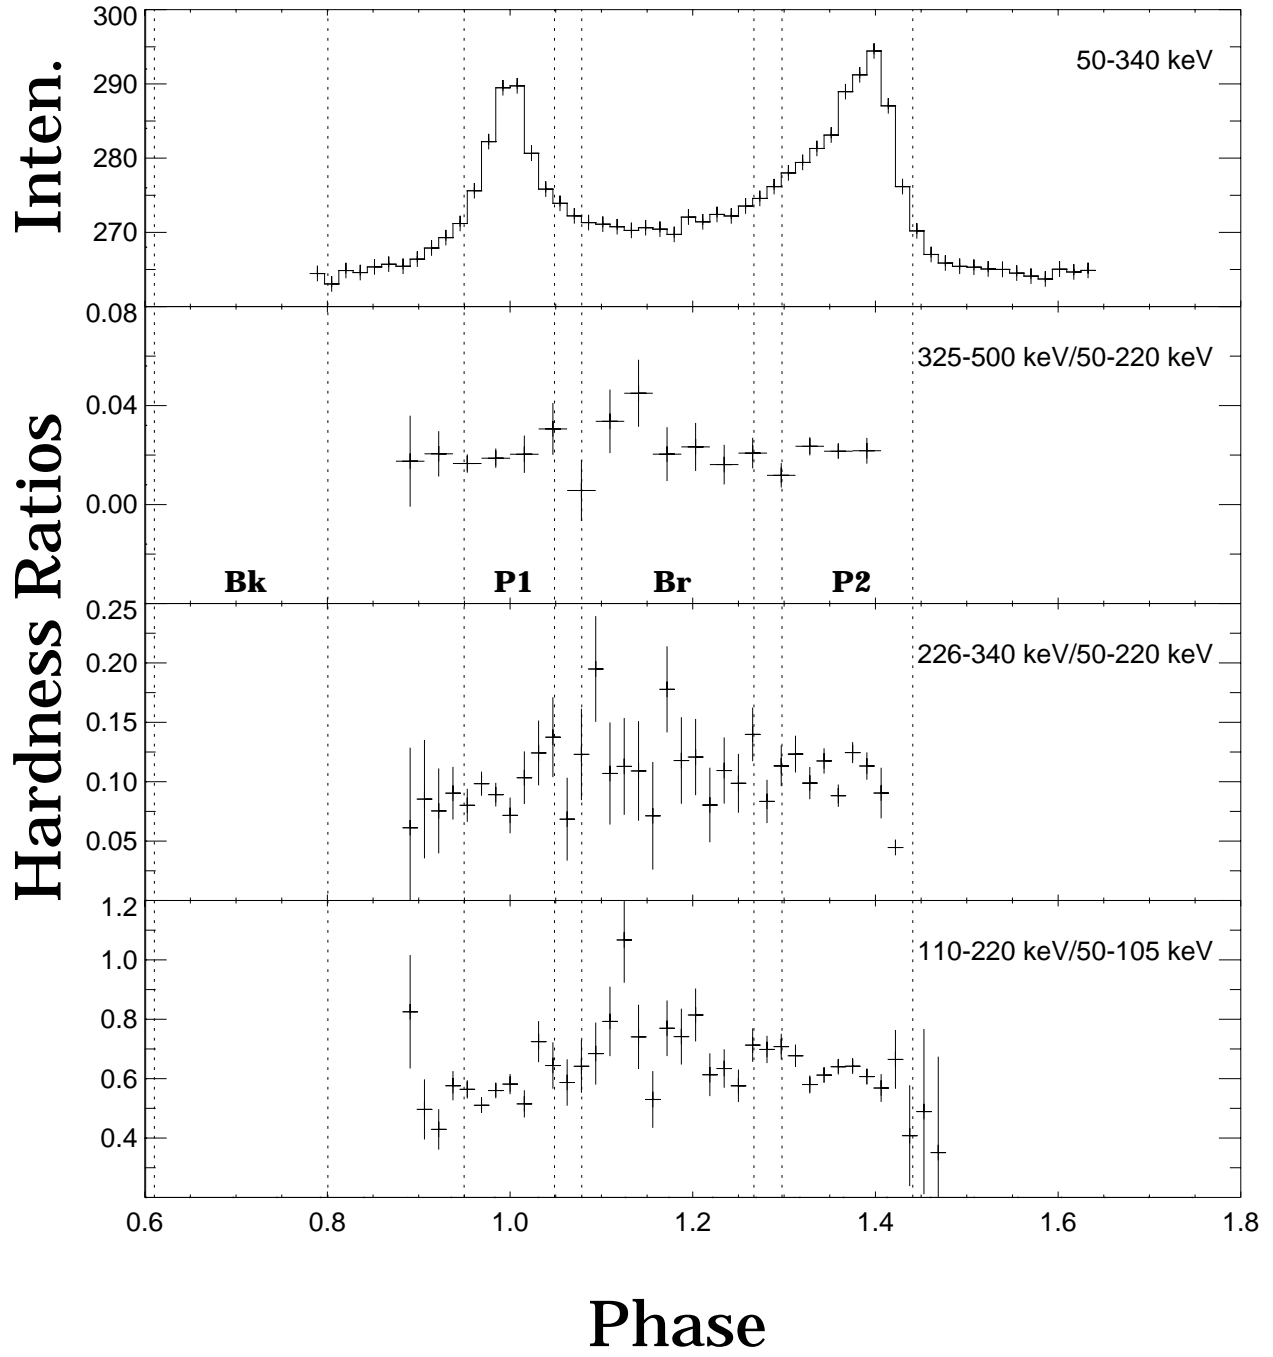 Inten.
300
290
280
270
50-340 keV
Hardness Ratios
0.08
0.04
0.00
325-500 keV/50-220 keV
Bk P1 Br P2
0.25
0.20
0.15
0.10
0.05
226-340 keV/50-220 keV
1.2
1.0
0.8
0.6
0.4
110-220 keV/50-105 keV
0.6 0.8 1.0 1.2 1.4 1.6 1.8
Phase